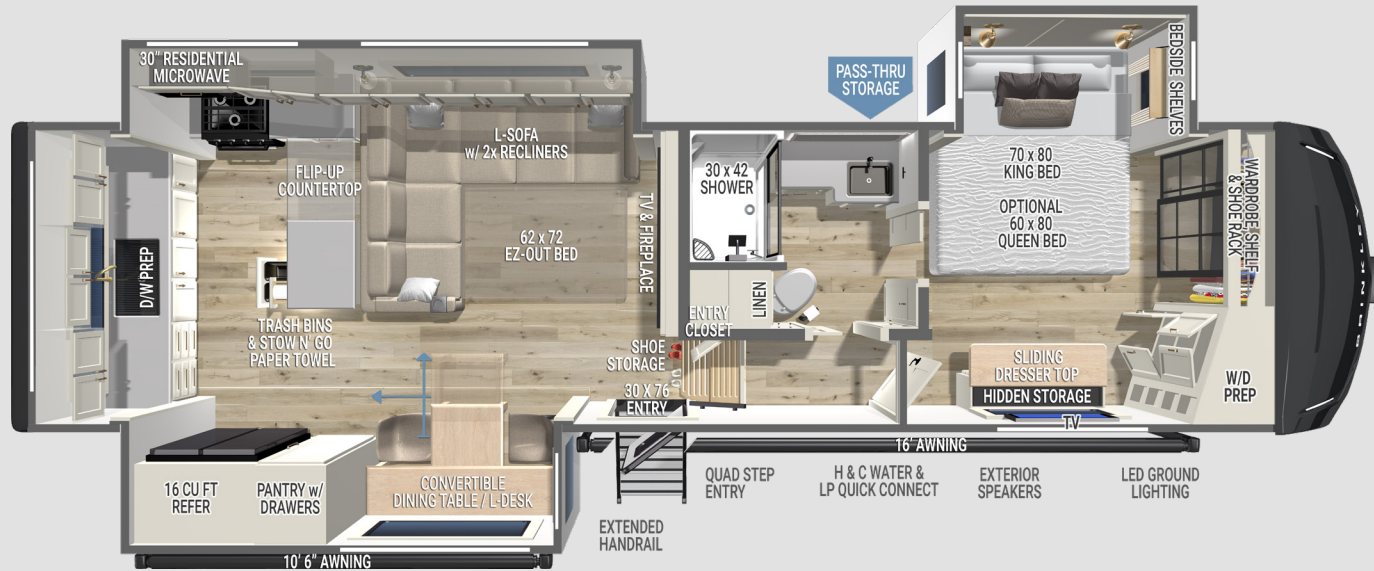 30” RESIDENTIAL
MICROWAVE
L-SOFA
w/ 2x RECLINERS
FLIP-UP
COUNTERTOP
62 x 72
EZ-OUT BED
TV & FIREPLACE
D/W PREP
TRASH BINS
& STOW N' GO
PAPER TOWEL
PASS-THRU
STORAGE
30 x 42
SHOWER
LINEN
ENTRY
CLOSET
SHOE
STORAGE
30 X 76
ENTRY
BEDSIDE SHELVES
70 x 80
KING BED
OPTIONAL
60 x 80
QUEEN BED
WARDROBE SHELF
& SHOE RACK
SLIDING
DRESSER TOP
HIDDEN STORAGE
TV
W/D
PREP
BRINKLEY
16 CU FT
REFER
PANTRY w/
DRAWERS
CONVERTIBLE
DINING TABLE / L-DESK
10' 6” AWNING
16' AWNING
EXTENDED
HANDRAIL
QUAD STEP
ENTRY
H & C WATER &
LP QUICK CONNECT
EXTERIOR
SPEAKERS
LED GROUND
LIGHTING